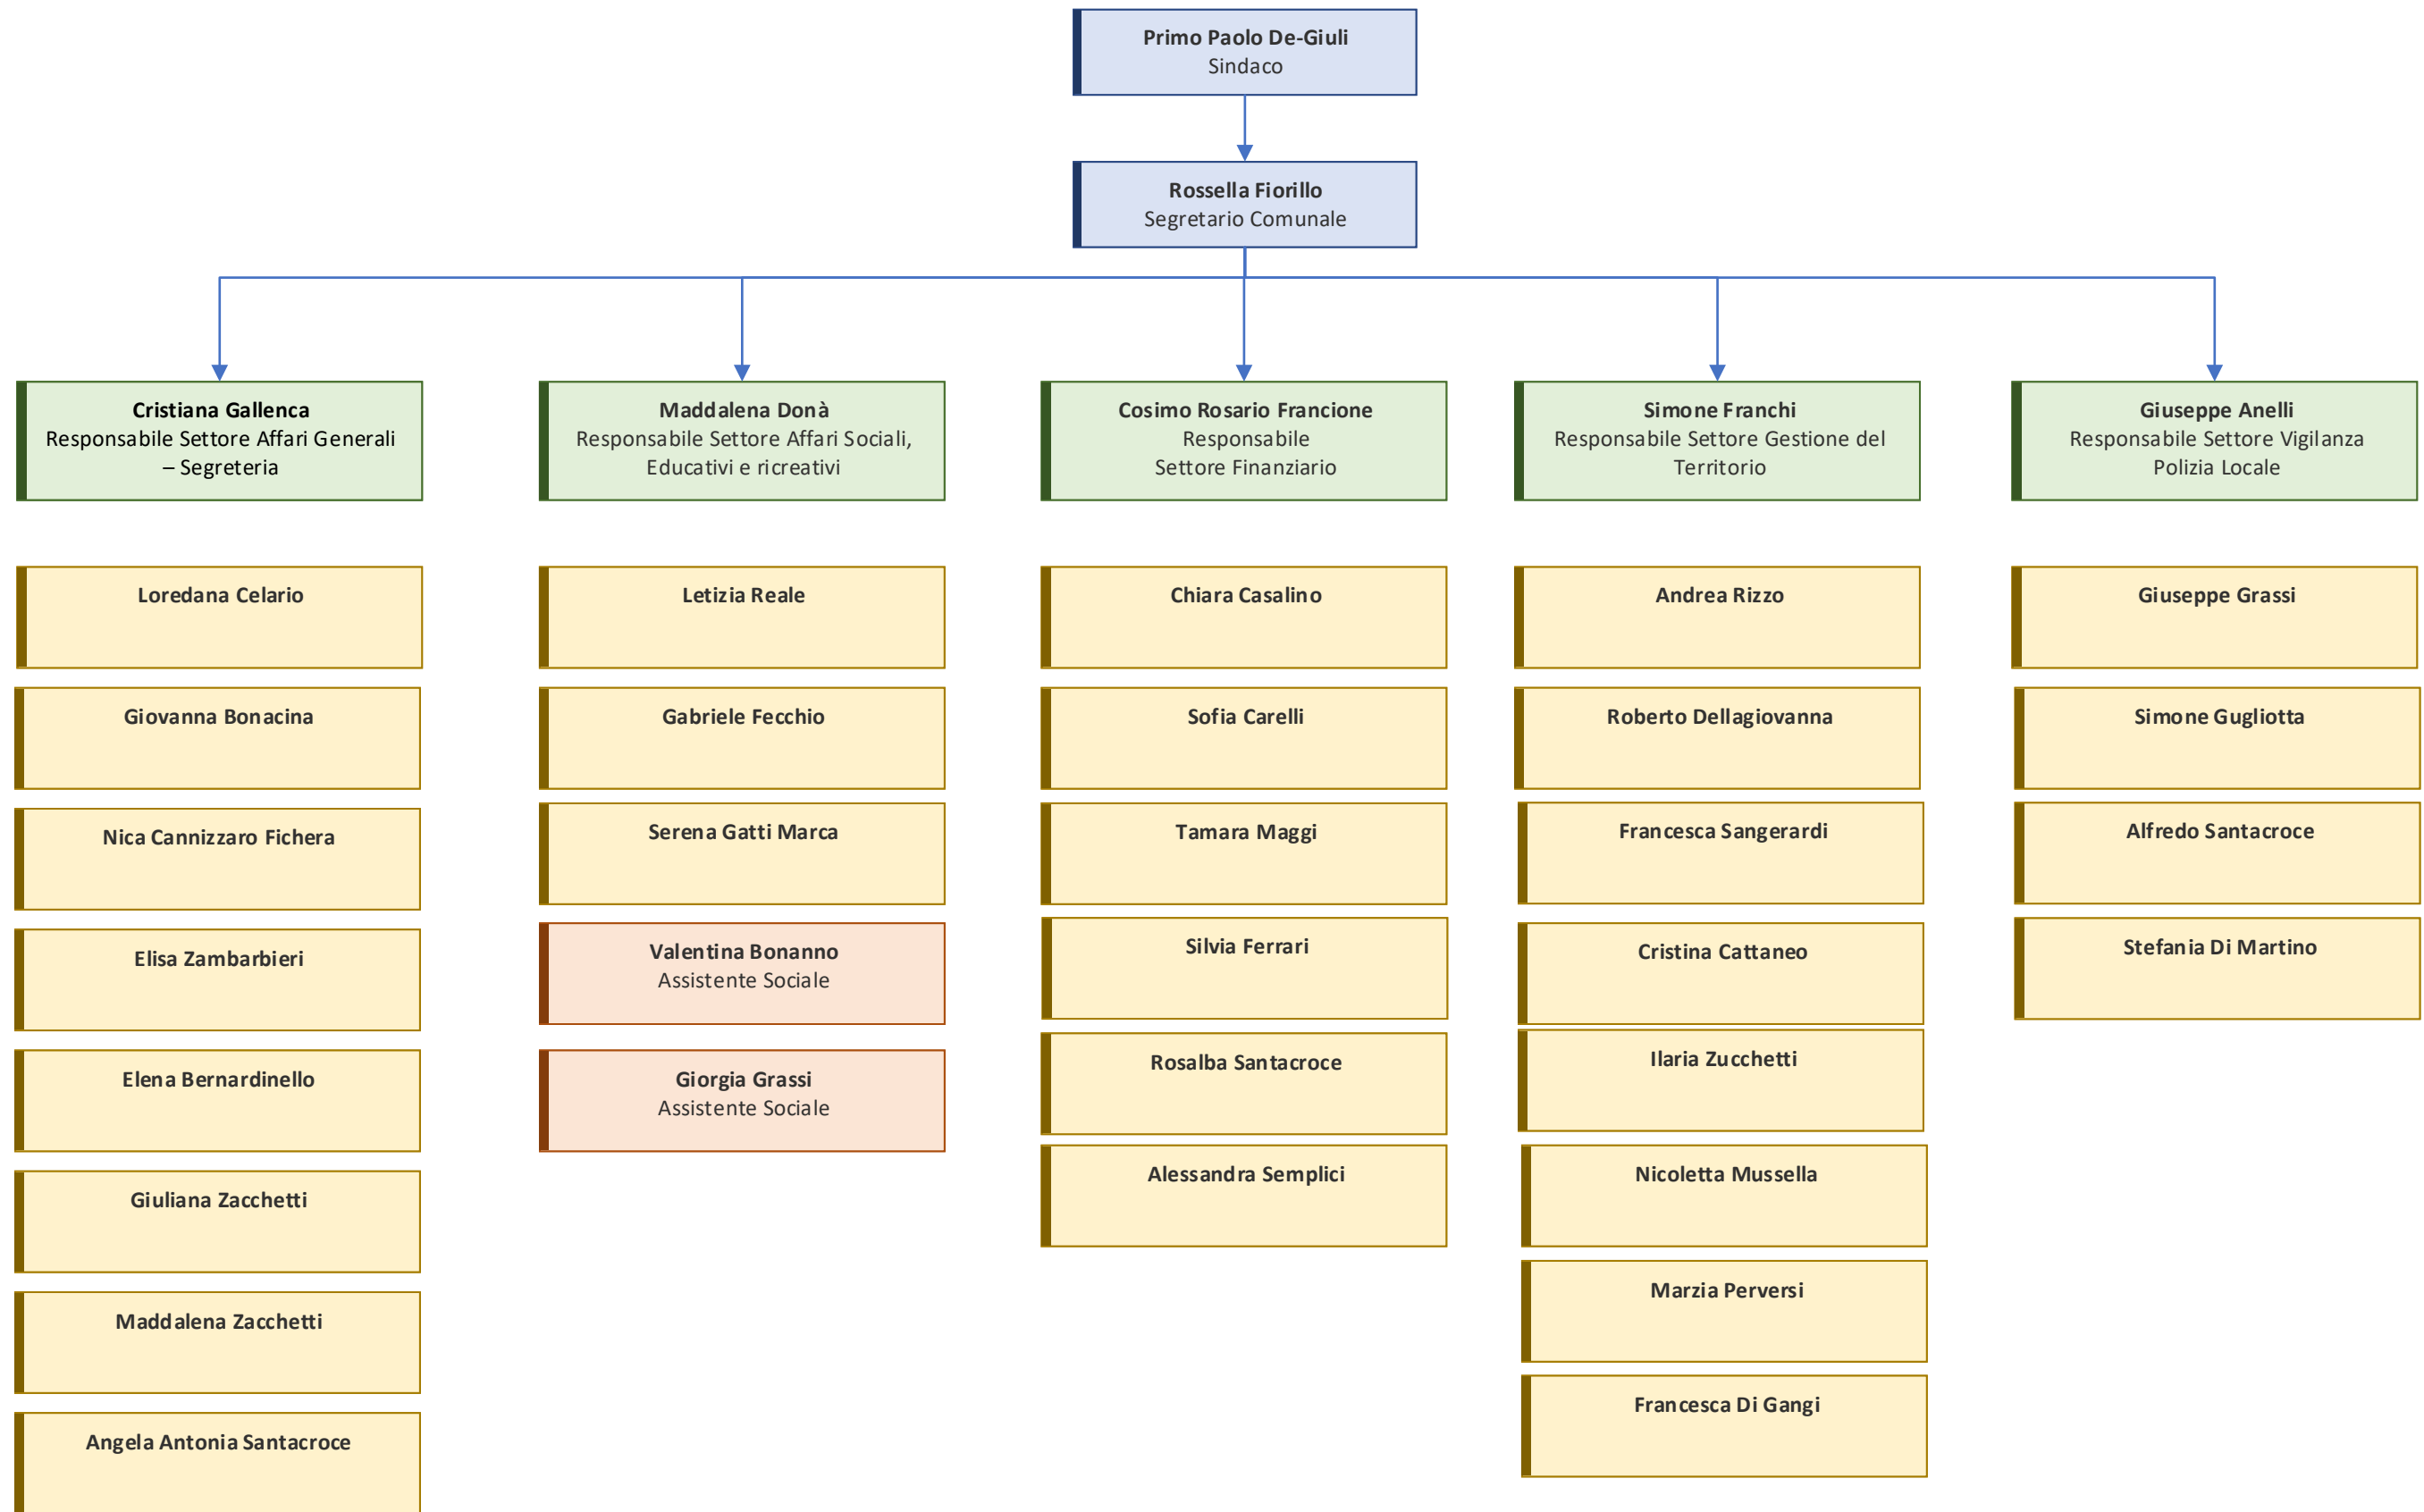 Primo Paolo De-Giuli
Sindaco
Rossella Fiorillo
Segretario Comunale
Cristiana Gallenca
Responsabile Settore Affari Generali
– Segreteria
Maddalena Donà
Responsabile Settore Affari Sociali,
Educativi e ricreativi
Cosimo Rosario Francione
Responsabile
Settore Finanziario
Simone Franchi
Responsabile Settore Gestione del
Territorio
Giuseppe Anelli
Responsabile Settore Vigilanza
Polizia Locale
Loredana Celario
Giovanna Bonacina
Nica Cannizzaro Fichera
Elisa Zambarbieri
Elena Bernardinello
Giuliana Zacchetti
Maddalena Zacchetti
Angela Antonia Santacroce
Letizia Reale
Gabriele Fecchio
Serena Gatti Marca
Valentina Bonanno
Assistente Sociale
Giorgia Grassi
Assistente Sociale
Chiara Casalino
Sofia Carelli
Tamara Maggi
Silvia Ferrari
Rosalba Santacroce
Alessandra Semplici
Andrea Rizzo
Roberto Dellagiovanna
Francesca Sangerardi
Cristina Cattaneo
Ilaria Zucchetti
Nicoletta Mussella
Marzia Perversi
Francesca Di Gangi
Giuseppe Grassi
Simone Gugliotta
Alfredo Santacroce
Stefania Di Martino